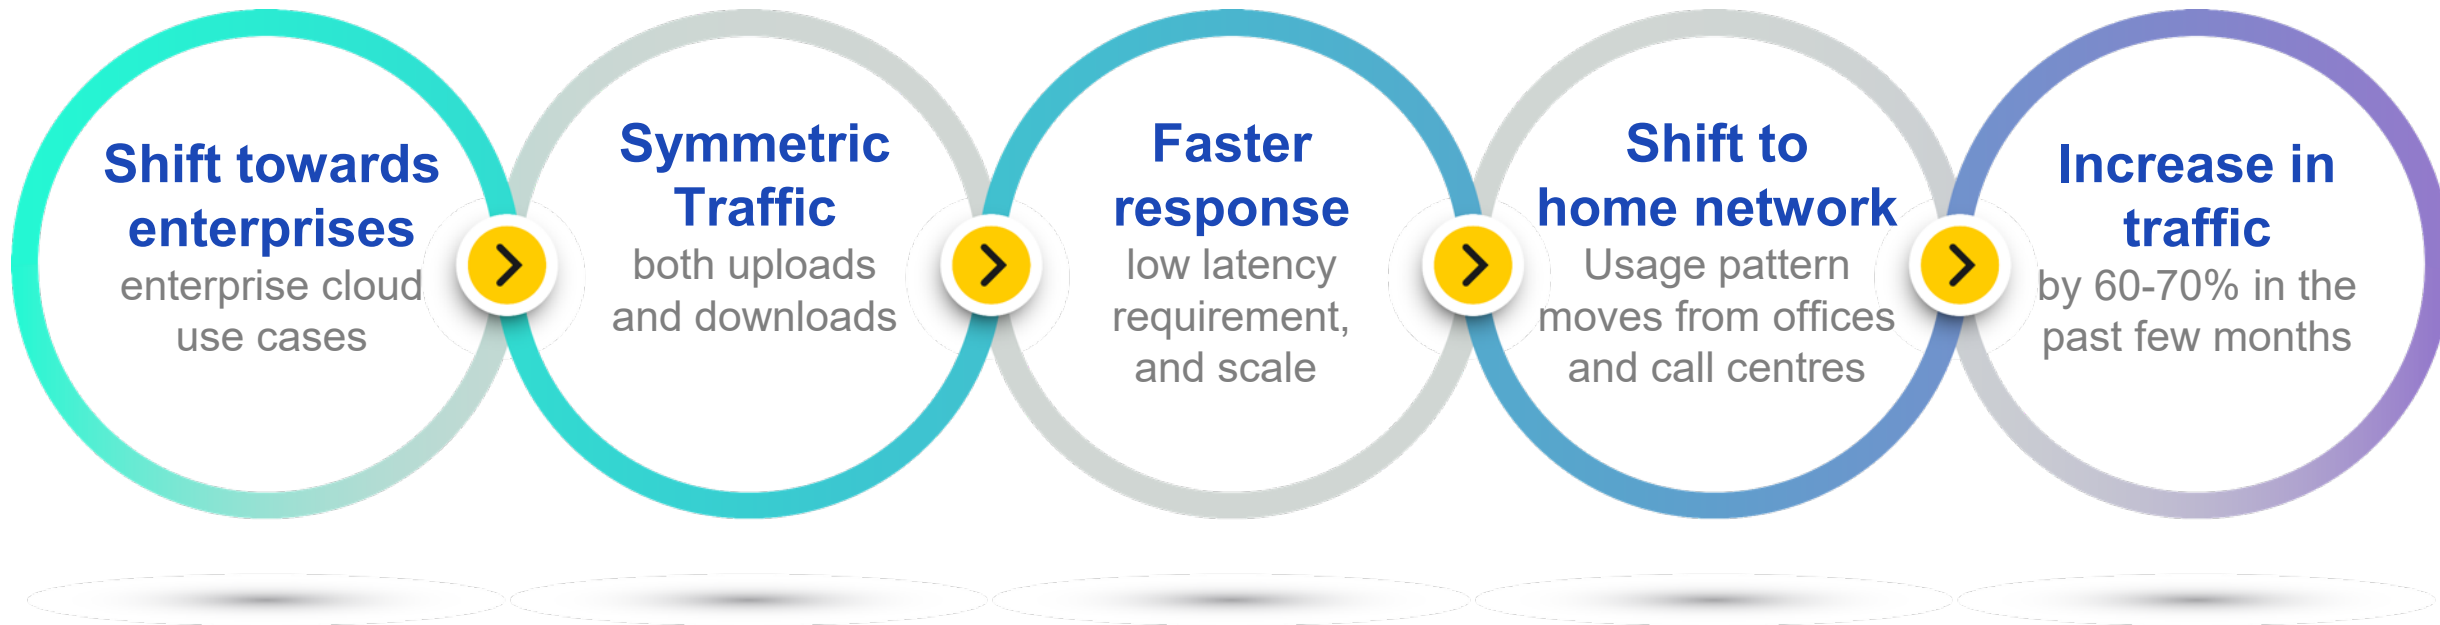 Shift towards
enterprises
enterprise cloud
use cases
Symmetric
Traffic
both uploads
and downloads
Faster
response
low latency
requirement,
and scale
Shift to
home network
Usage pattern
moves from offices
and call centres
Increase in
traffic
by 60-70% in the
past few months